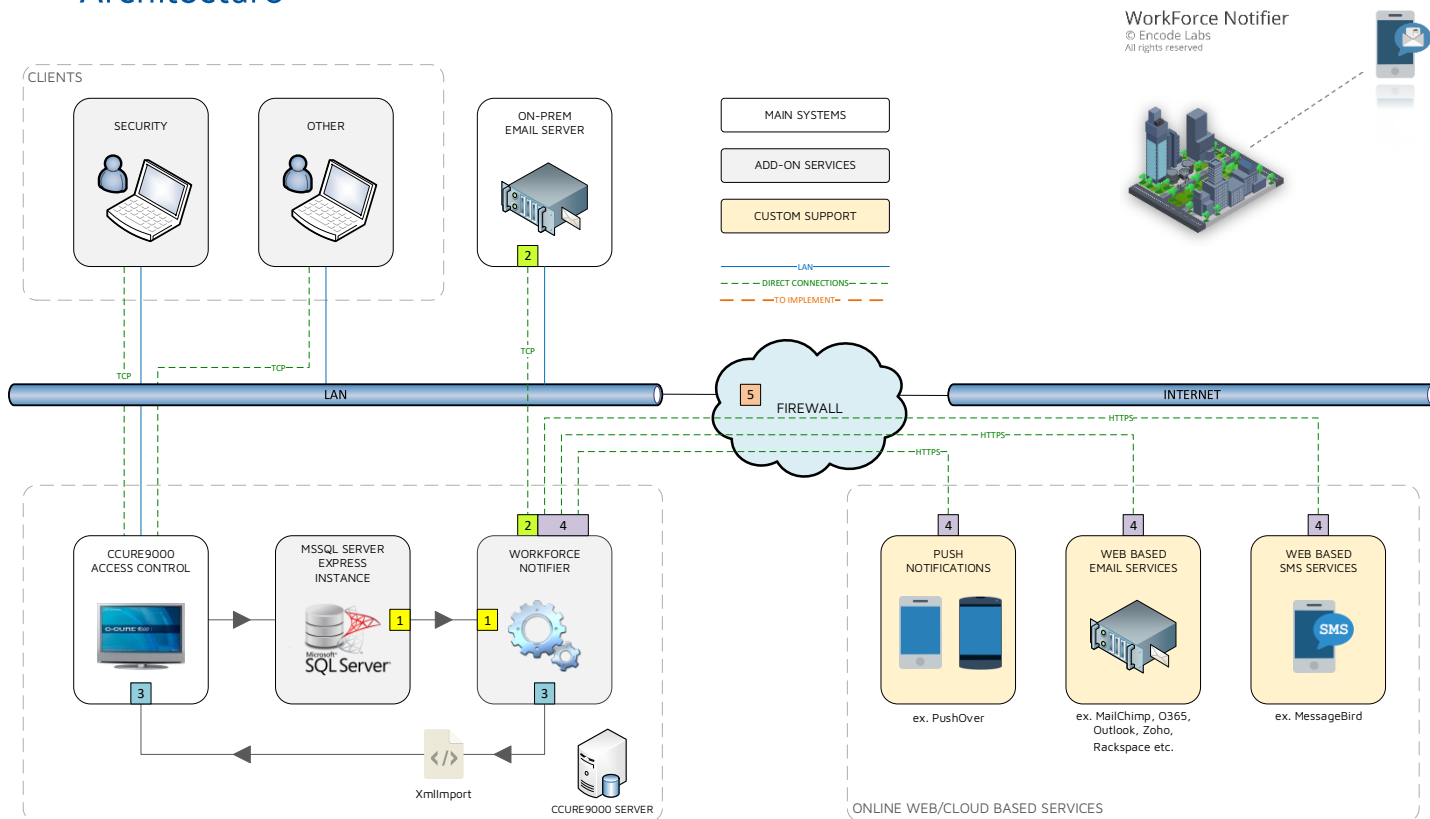 Architecture
WorkForce Notifier
© Encode Labs
All rights reserved
CLIENTS
SECURITY
OTHER
ON-PREM
EMAIL SERVER
2
MAIN SYSTEMS
ADD-ON SERVICES
CUSTOM SUPPORT
LAN
DIRECT CONNECTIONS
TO IMPLEMENT
TCP
TCP
TCP
LAN
5
FIREWALL
INTERNET
HTTPS
HTTPS
HTTPS
2
4
4
4
4
CCURE9000
ACCESS CONTROL
C·CURE 9000
3
MSSQL SERVER
EXPRESS
INSTANCE
Microsoft®
SQL Server®
1
1
WORKFORCE
NOTIFIER
3
</>
XmlImport
CCURE9000 SERVER
PUSH
NOTIFICATIONS
ex. PushOver
WEB BASED
EMAIL SERVICES
ex. MailChimp, O365,
Outlook, Zoho,
Rackspace etc.
WEB BASED
SMS SERVICES
SMS
ex. MessageBird
ONLINE WEB/CLOUD BASED SERVICES